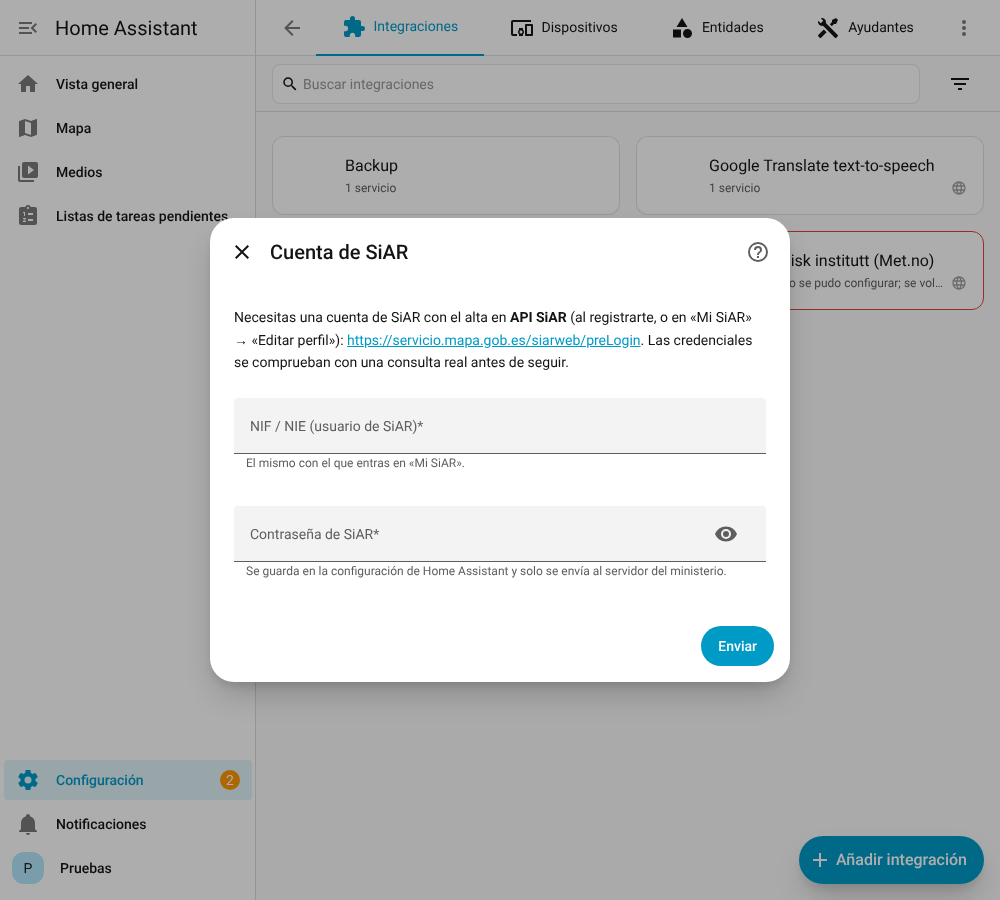 Home Assistant
Integraciones
Dispositivos
Entidades
Ayudantes
Vista general
Mapa
Medios
Listas de tareas pendientes
Buscar integraciones
Backup
1 servicio
Google Translate text-to-speech
1 servicio
isk institutt (Met.no)
o se pudo configurar; se vol…
Cuenta de SiAR
Necesitas una cuenta de SiAR con el alta en API SiAR (al registrarte, o en «Mi SiAR»
→ «Editar perfil»): https://servicio.mapa.gob.es/siarweb/preLogin. Las credenciales
se comprueban con una consulta real antes de seguir.
NIF / NIE (usuario de SiAR)*
El mismo con el que entras en «Mi SiAR».
Contraseña de SiAR*
Se guarda en la configuración de Home Assistant y solo se envía al servidor del ministerio.
Enviar
Configuración
2
Notificaciones
P
Pruebas
Añadir integración